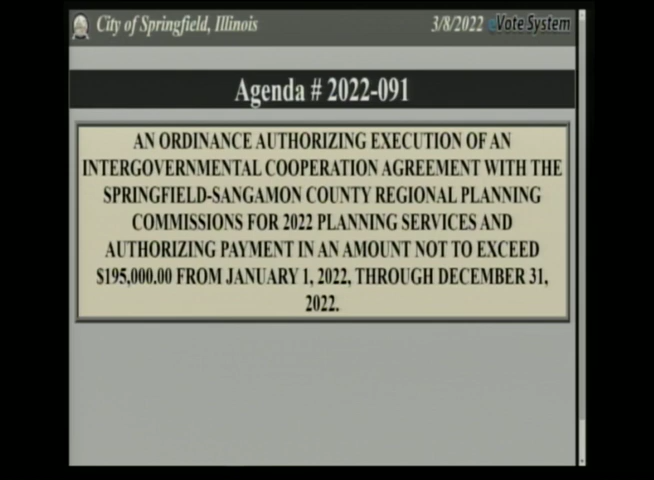 City of Springfield, Illinois
3/8/2022 eVote System
Agenda # 2022-091
AN ORDINANCE AUTHORIZING EXECUTION OF AN
INTERGOVERNMENTAL COOPERATION AGREEMENT WITH THE
SPRINGFIELD-SANGAMON COUNTY REGIONAL PLANNING
COMMISSIONS FOR 2022 PLANNING SERVICES AND
AUTHORIZING PAYMENT IN AN AMOUNT NOT TO EXCEED
$195,000.00 FROM JANUARY 1, 2022, THROUGH DECEMBER 31,
2022.